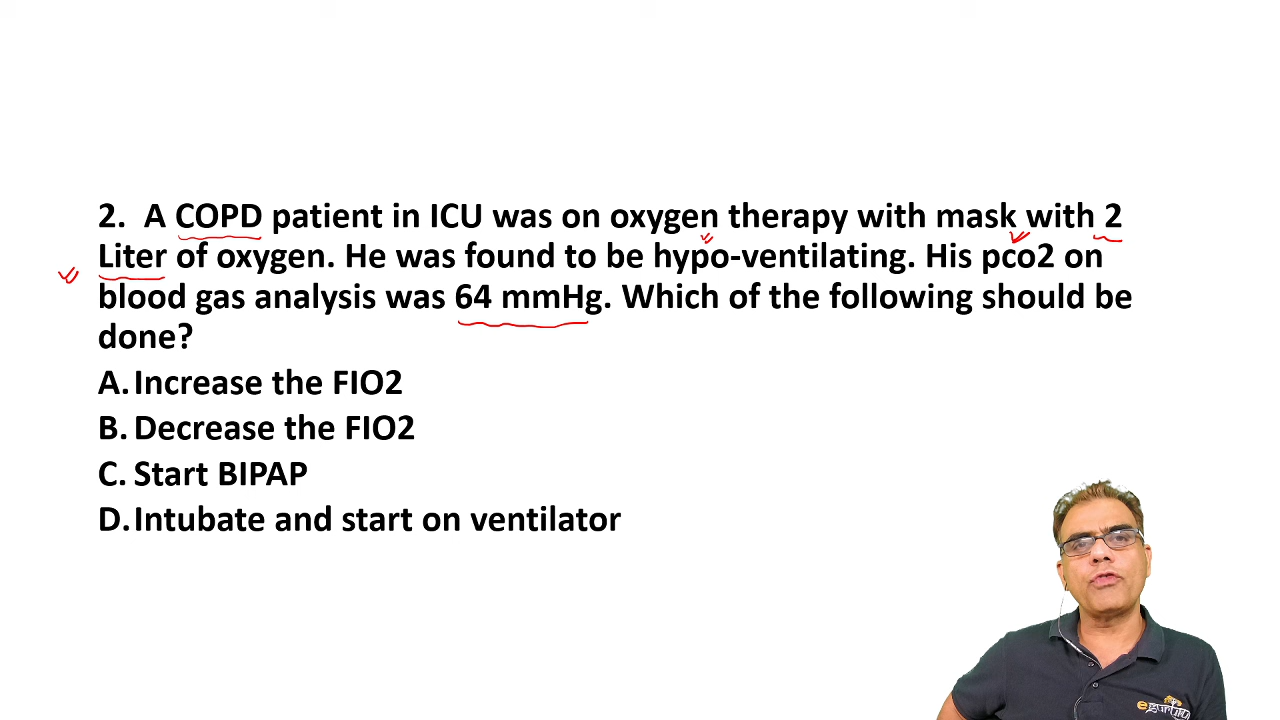 2. A COPD patient in ICU was on oxygen therapy with mask with 2
Liter of oxygen. He was found to be hypo-ventilating. His pco2 on
blood gas analysis was 64 mmHg. Which of the following should be
done?
A. Increase the FIO2
B. Decrease the FIO2
C. Start BIPAP
D. Intubate and start on ventilator
egurukul